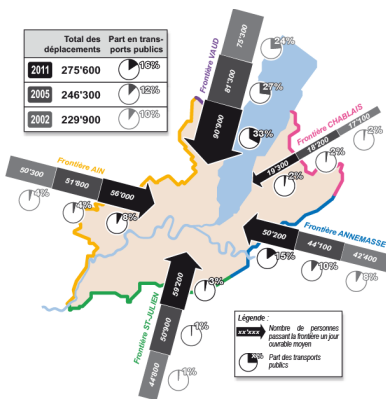 Total des déplacements
Part en transports publics
2011 275'600 16%
2005 246'300 12%
2002 229'900 10%
Frontière VAUD
75'300 24%
81'300 27%
90'900 33%
Frontière CHABLAIS
17'100 2%
18'200 2%
19'300 2%
Frontière AIN
50'300 4%
51'800 4%
56'000 8%
Frontière ANNEMASSE
50'200 15%
44'100 10%
42'400 8%
Frontière ST-JULIEN
59'200 3%
50'900 1%
44'800 1%
Légende :
xx'xxx
Nombre de personnes
passant la frontière un jour
ouvrable moyen
xx%
Part des transports
publics